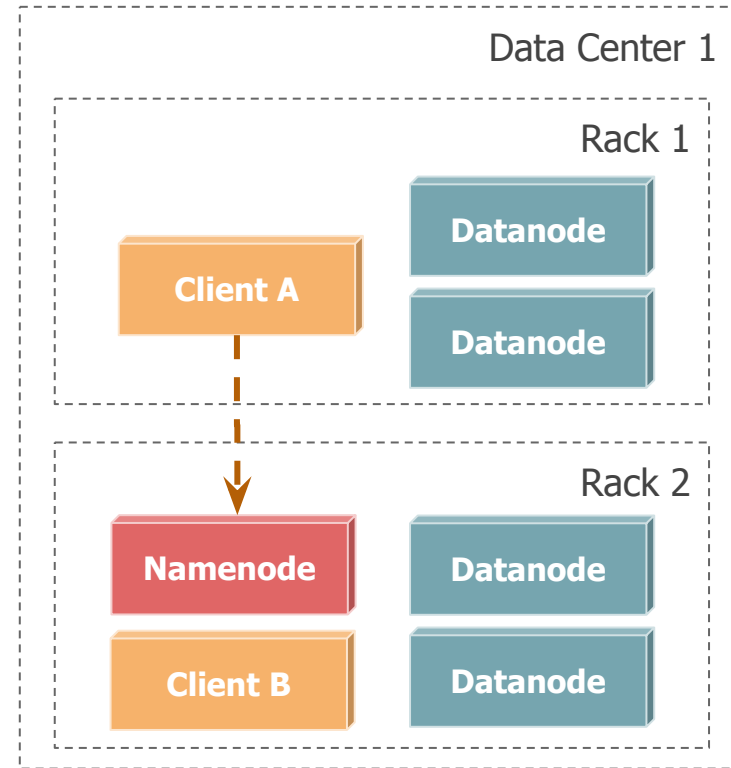 Data Center 1
Rack 1
Datanode
Client A
Datanode
Rack 2
Namenode
Datanode
Client B
Datanode